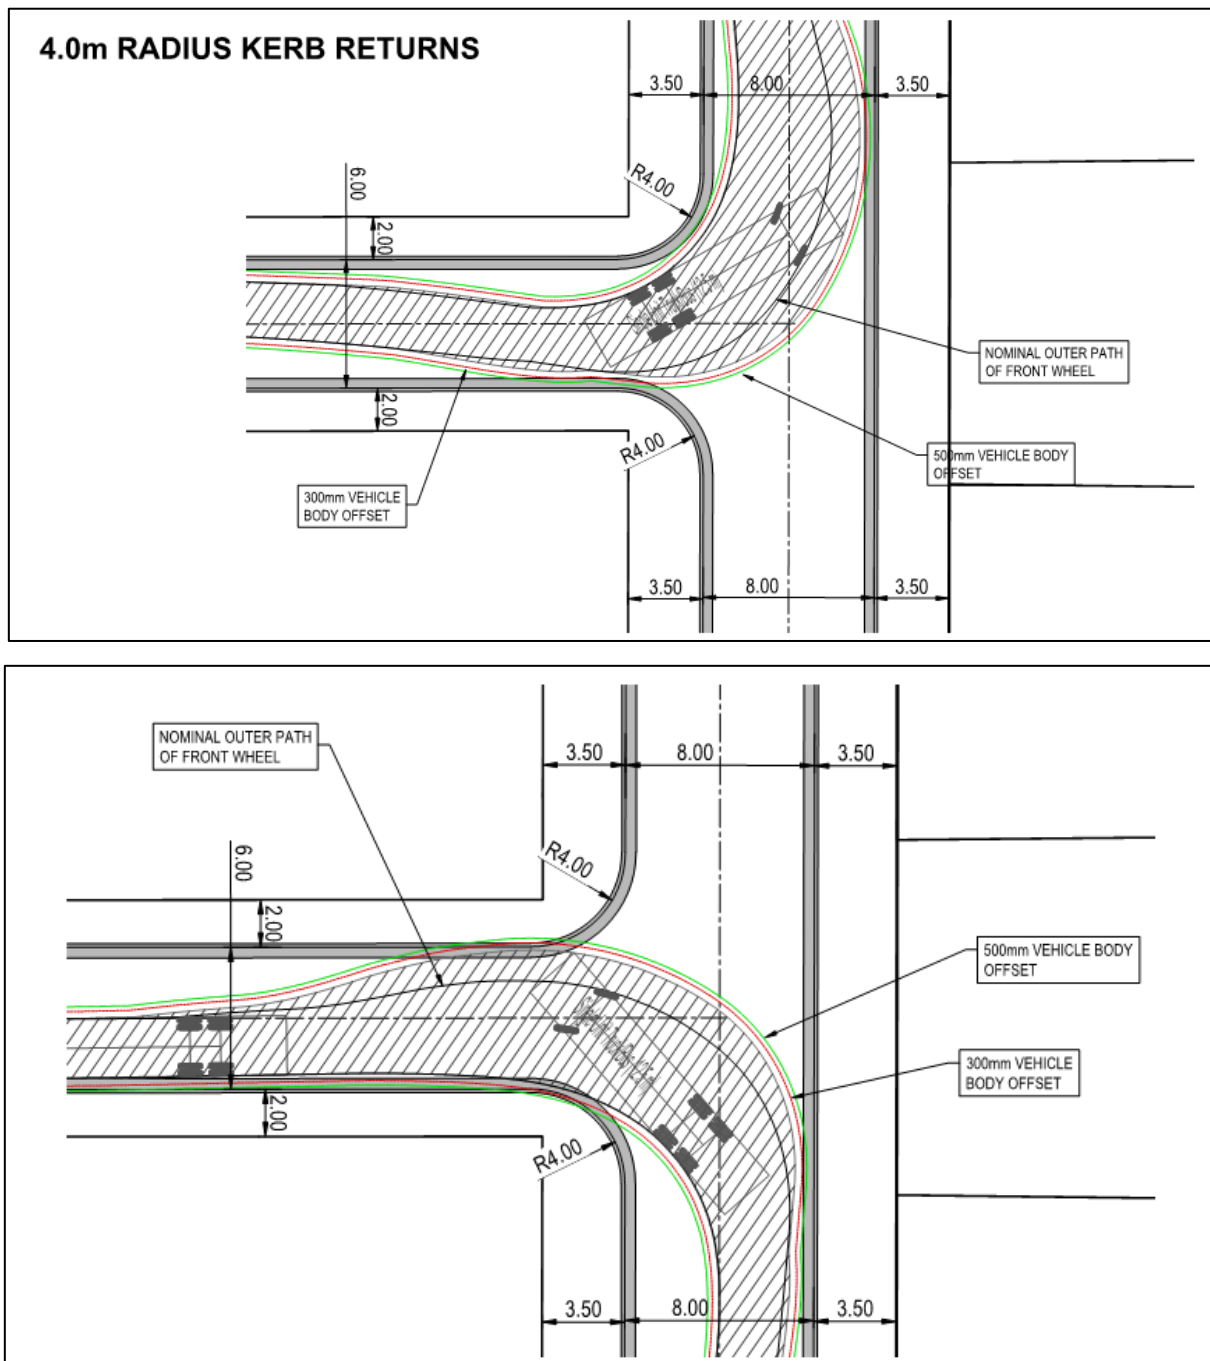 4.0m RADIUS KERB RETURNS
3.50
8.00
3.50
R4.00
6.00
2.00
NOMINAL OUTER PATH
OF FRONT WHEEL
R4.00
2.00
500mm VEHICLE BODY
OFFSET
300mm VEHICLE
BODY OFFSET
3.50
8.00
3.50
NOMINAL OUTER PATH
OF FRONT WHEEL
3.50
8.00
3.50
R4.00
6.00
2.00
500mm VEHICLE BODY
OFFSET
300mm VEHICLE
BODY OFFSET
2.00
R4.00
3.50
8.00
3.50